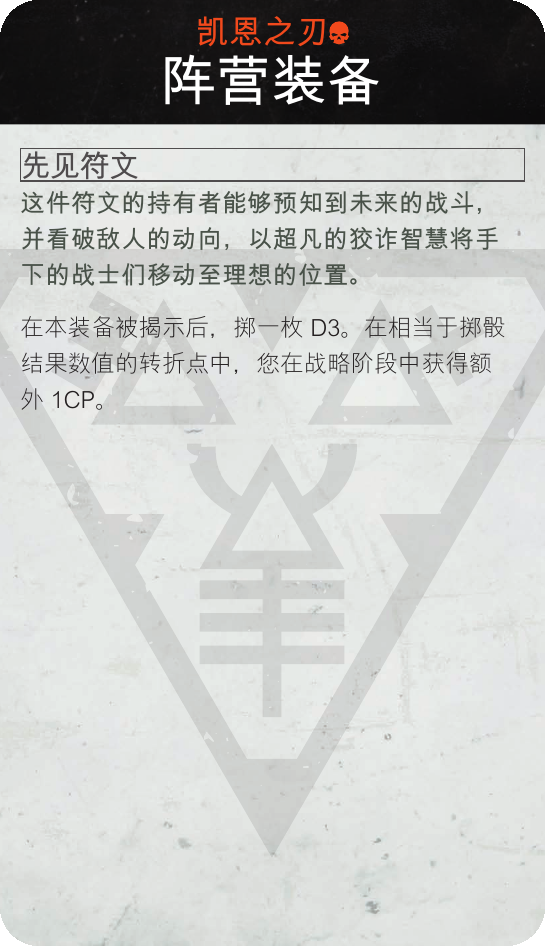 凯恩之刃
阵营装备
先见符文
这件符文的持有者能够预知到未来的战斗，
并看破敌人的动向，以超凡的狡诈智慧将手
下的战士们移动至理想的位置。
在本装备被揭示后，掷一枚 D3。在相当于掷骰
结果数值的转折点中，您在战略阶段中获得额
外 1CP。